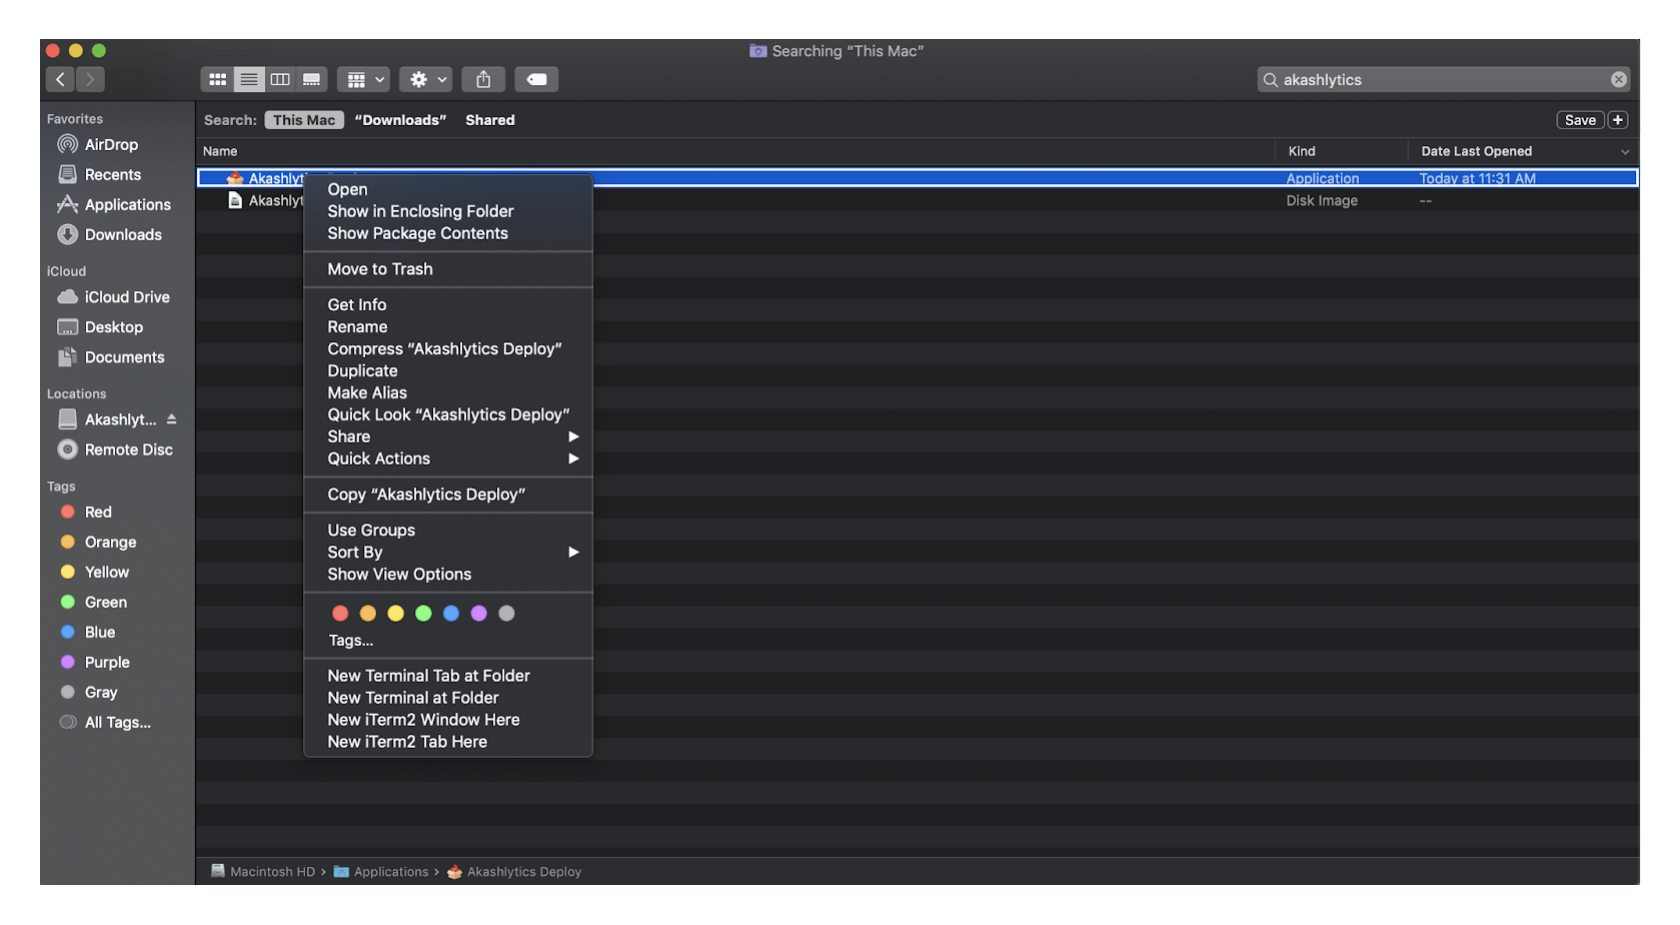 Searching “This Mac”
akashlytics
Favorites
AirDrop
Recents
Applications
Downloads
iCloud
iCloud Drive
Desktop
Documents
Locations
Akashlyt...
Remote Disc
Tags
Red
Orange
Yellow
Green
Blue
Purple
Gray
All Tags...
Search: This Mac “Downloads” Shared Save +
Name Kind Date Last Opened
Application Today at 11:31 AM
Disk Image --
Open
Show in Enclosing Folder
Show Package Contents
Move to Trash
Get Info
Rename
Compress “Akashlytics Deploy”
Duplicate
Make Alias
Quick Look “Akashlytics Deploy”
Share
Quick Actions
Copy “Akashlytics Deploy”
Use Groups
Sort By
Show View Options
Tags...
New Terminal Tab at Folder
New Terminal at Folder
New iTerm2 Window Here
New iTerm2 Tab Here
Macintosh HD › Applications › Akashlytics Deploy